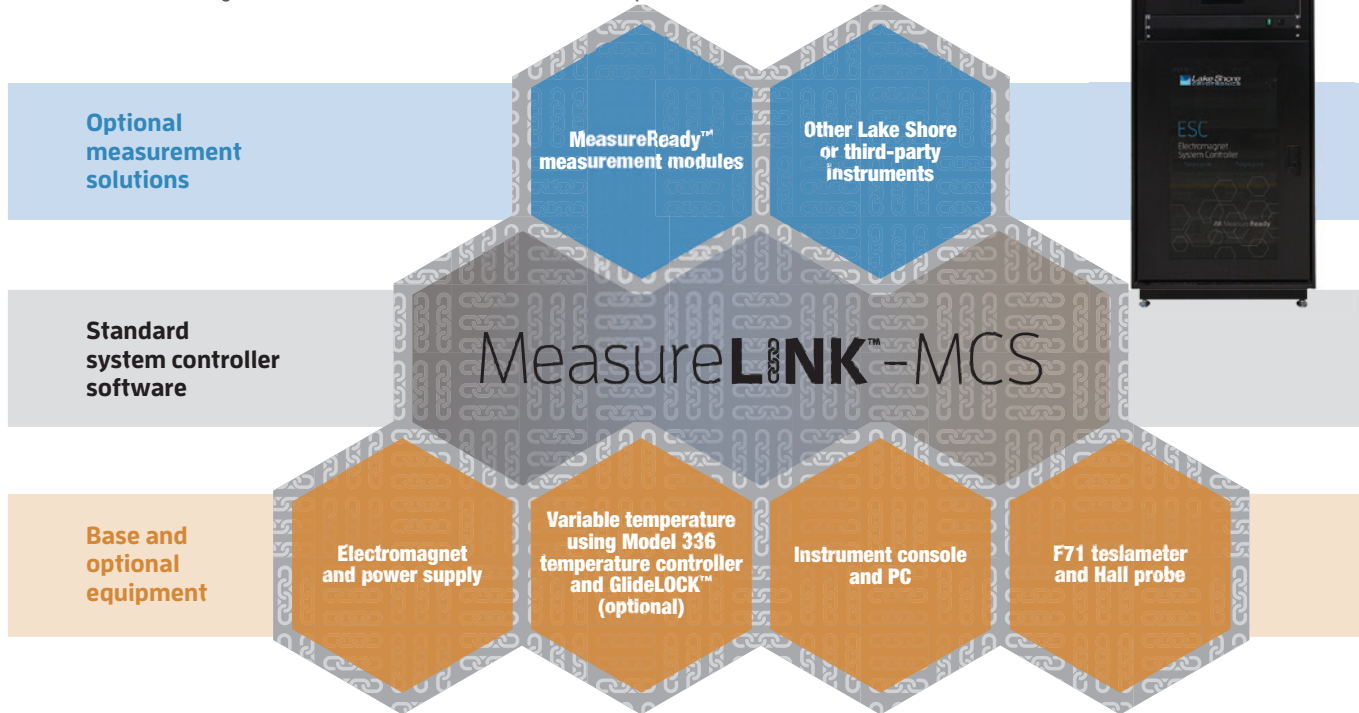 Lake Shore
CRYOTRONICS
ESC
Electromagnet
System Controller
MeasureReady
Optional
measurement
solutions
MeasureReady™
measurement modules
Other Lake Shore
or third-party
instruments
Standard
system controller
software
MeasureLINK™-MCS
Base and
optional
equipment
Electromagnet
and power supply
Variable temperature
using Model 336
temperature controller
and GlideLOCK™
(optional)
Instrument console
and PC
F71 teslameter
and Hall probe